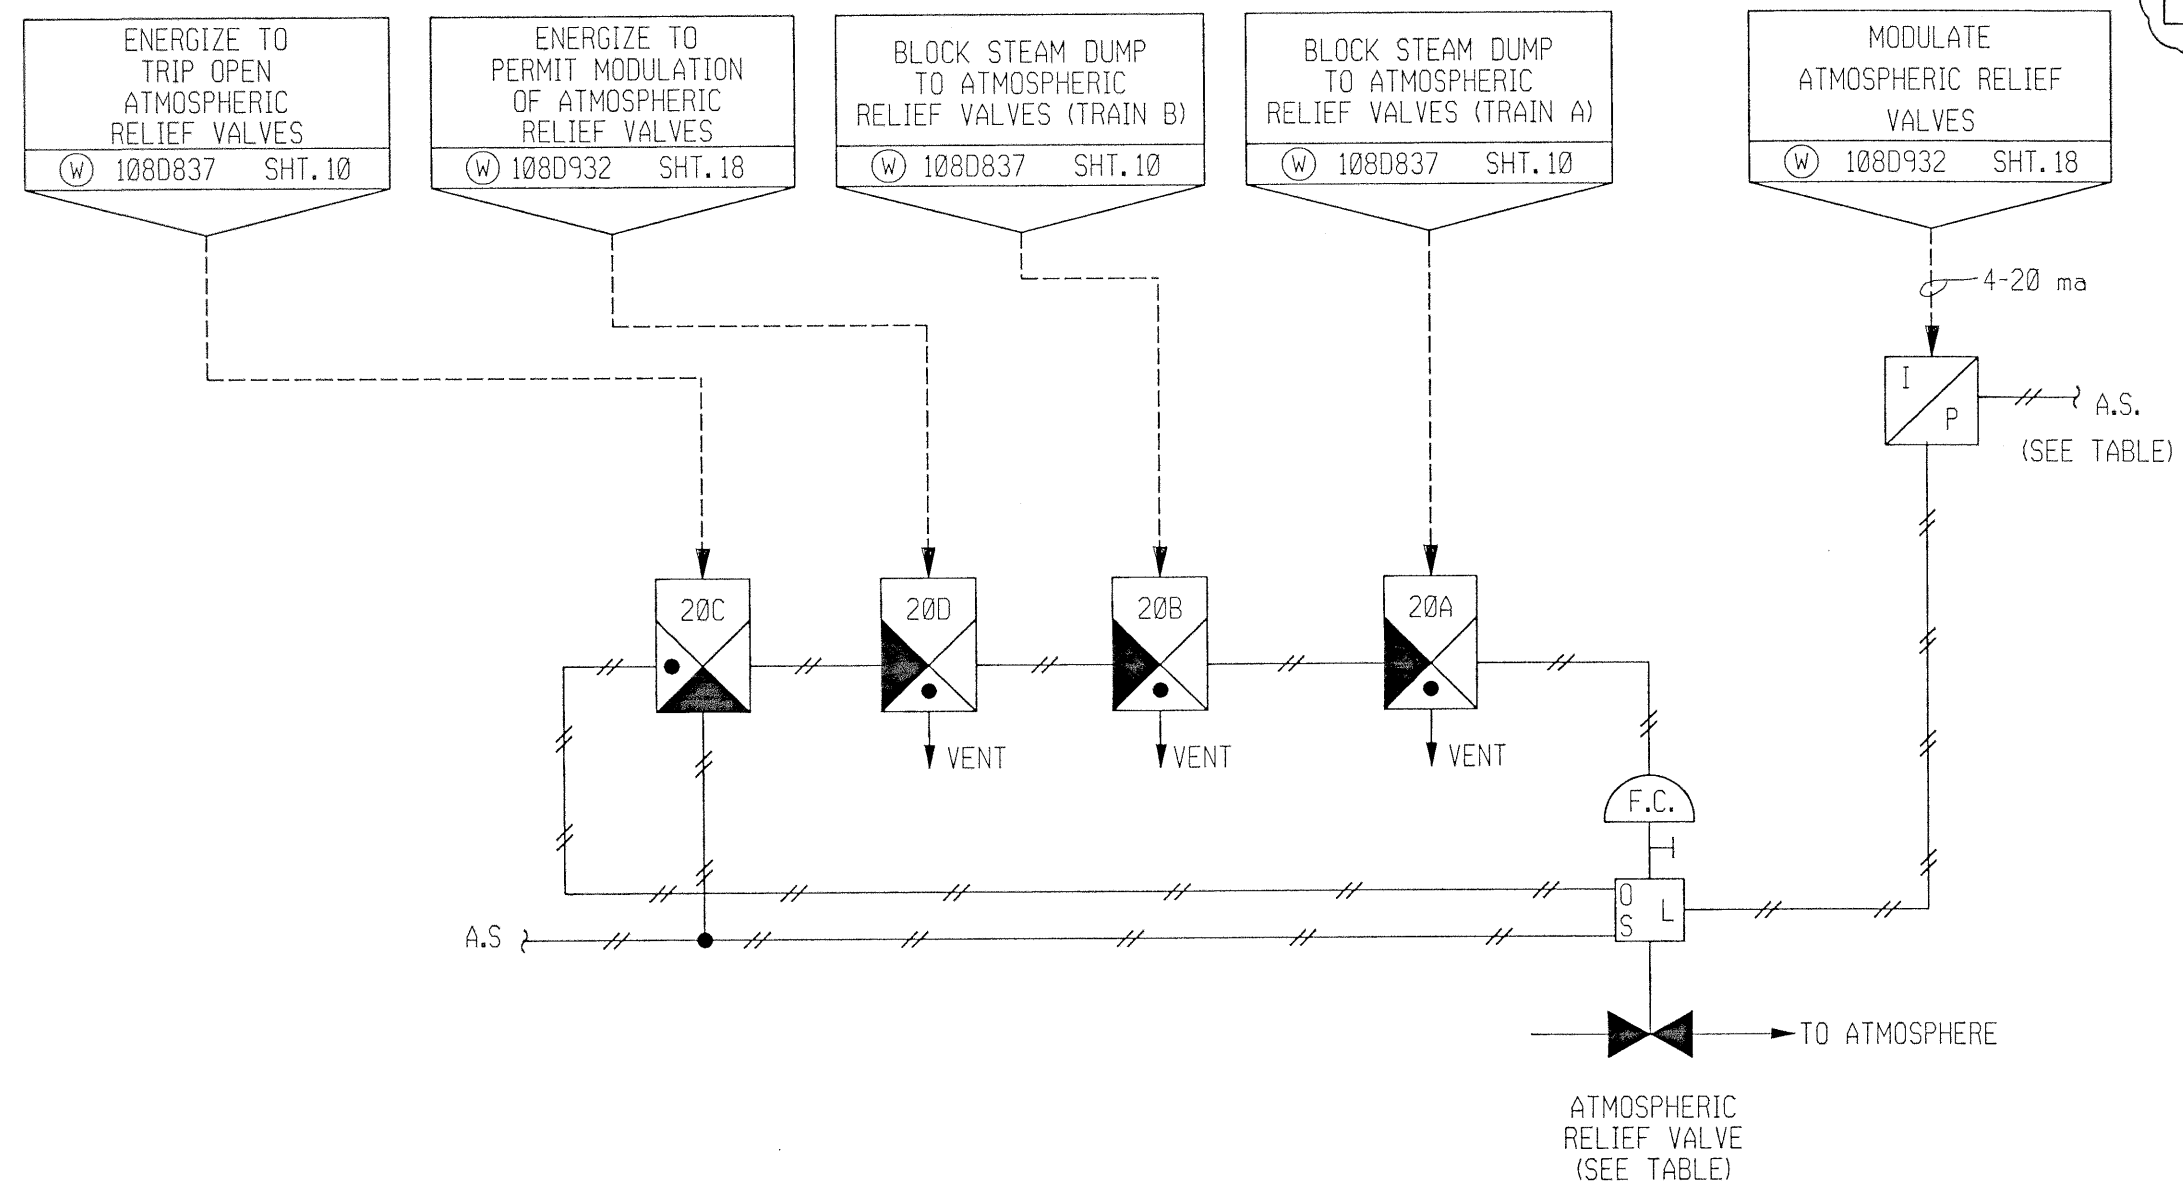 ENERGIZE TO
TRIP OPEN
ATMOSPHERIC
RELIEF VALVES
W 108D837 SHT.10
ENERGIZE TO
PERMIT MODULATION
OF ATMOSPHERIC
RELIEF VALVES
W 108D932 SHT.18
BLOCK STEAM DUMP
TO ATMOSPHERIC
RELIEF VALVES (TRAIN B)
W 108D837 SHT.10
BLOCK STEAM DUMP
TO ATMOSPHERIC
RELIEF VALVES (TRAIN A)
W 108D837 SHT.10
MODULATE
ATMOSPHERIC RELIEF
VALVES
W 108D932 SHT.18
4-20 ma
I
P
A.S.
(SEE TABLE)
20C
20D
20B
20A
VENT
VENT
VENT
F.C.
O
S
L
A.S
TO ATMOSPHERE
ATMOSPHERIC
RELIEF VALVE
(SEE TABLE)